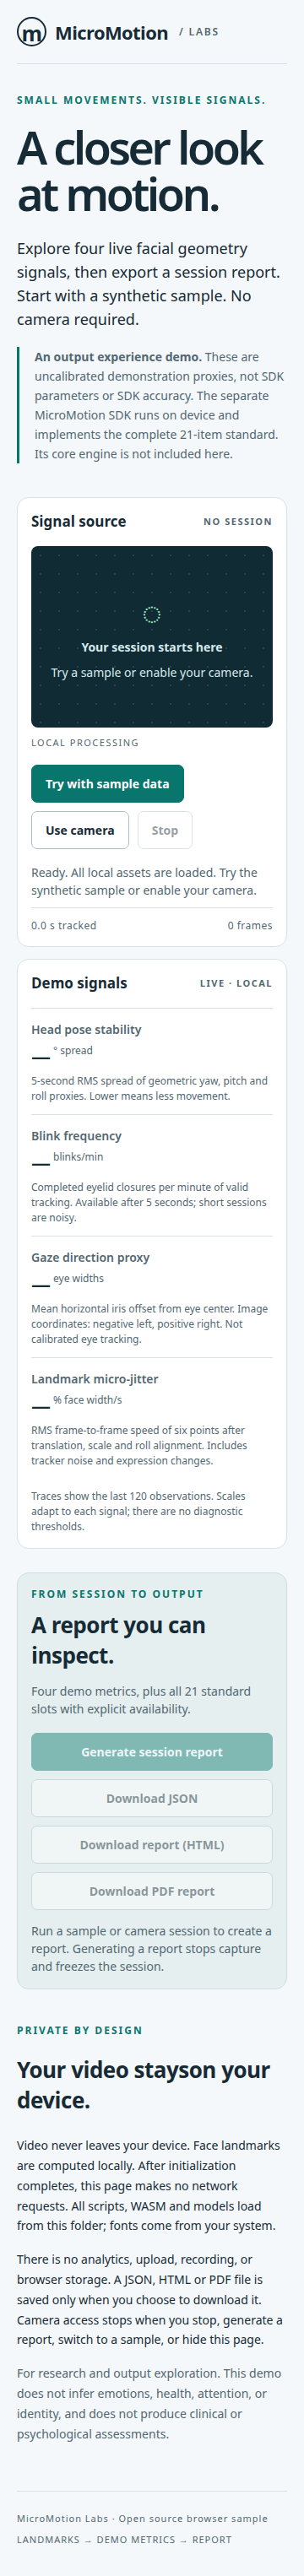 m MicroMotion / LABS
SMALL MOVEMENTS. VISIBLE SIGNALS.
A closer look
at motion.
Explore four live facial geometry
signals, then export a session report.
Start with a synthetic sample. No
camera required.
An output experience demo. These are
uncalibrated demonstration proxies, not SDK
parameters or SDK accuracy. The separate
MicroMotion SDK runs on device and
implements the complete 21-item standard.
Its core engine is not included here.
Signal source NO SESSION
Your session starts here
Try a sample or enable your camera.
LOCAL PROCESSING
Try with sample data
Use camera Stop
Ready. All local assets are loaded. Try the
synthetic sample or enable your camera.
0.0 s tracked 0 frames
Demo signals LIVE · LOCAL
Head pose stability
— ° spread
5-second RMS spread of geometric yaw, pitch and
roll proxies. Lower means less movement.
Blink frequency
— blinks/min
Completed eyelid closures per minute of valid
tracking. Available after 5 seconds; short sessions
are noisy.
Gaze direction proxy
— eye widths
Mean horizontal iris offset from eye center. Image
coordinates: negative left, positive right. Not
calibrated eye tracking.
Landmark micro-jitter
— % face width/s
RMS frame-to-frame speed of six points after
translation, scale and roll alignment. Includes
tracker noise and expression changes.
Traces show the last 120 observations. Scales
adapt to each signal; there are no diagnostic
thresholds.
FROM SESSION TO OUTPUT
A report you can
inspect.
Four demo metrics, plus all 21 standard
slots with explicit availability.
Generate session report
Download JSON
Download report (HTML)
Download PDF report
Run a sample or camera session to create a
report. Generating a report stops capture
and freezes the session.
PRIVATE BY DESIGN
Your video stayson your
device.
Video never leaves your device. Face landmarks
are computed locally. After initialization
completes, this page makes no network
requests. All scripts, WASM and models load
from this folder; fonts come from your system.
There is no analytics, upload, recording, or
browser storage. A JSON, HTML or PDF file is
saved only when you choose to download it.
Camera access stops when you stop, generate a
report, switch to a sample, or hide this page.
For research and output exploration. This demo
does not infer emotions, health, attention, or
identity, and does not produce clinical or
psychological assessments.
MicroMotion Labs · Open source browser sample
LANDMARKS → DEMO METRICS → REPORT